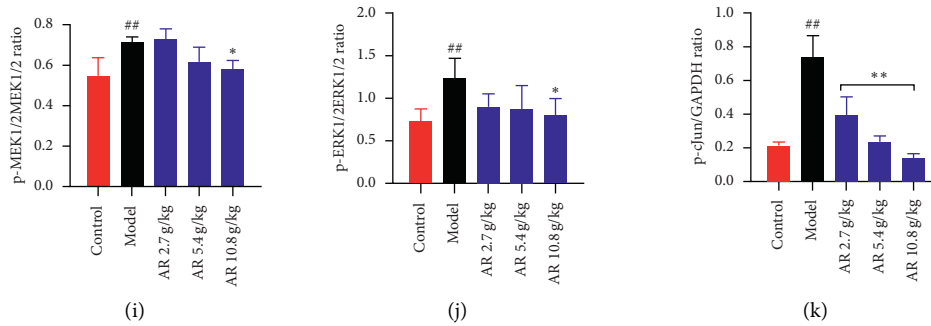 p-MEK1/2MEK1/2 ratio
0.8
0.6
0.4
0.2
0.0
##
*
Control
Model
AR 2.7 g/kg
AR 5.4 g/kg
AR 10.8 g/kg
(i)
p-ERK1/2ERK1/2 ratio
2.0
1.5
1.0
0.5
0.0
##
*
Control
Model
AR 2.7 g/kg
AR 5.4 g/kg
AR 10.8 g/kg
(j)
p-cJun/GAPDH ratio
1.0
0.8
0.6
0.4
0.2
0.0
##
**
Control
Model
AR 2.7 g/kg
AR 5.4 g/kg
AR 10.8 g/kg
(k)